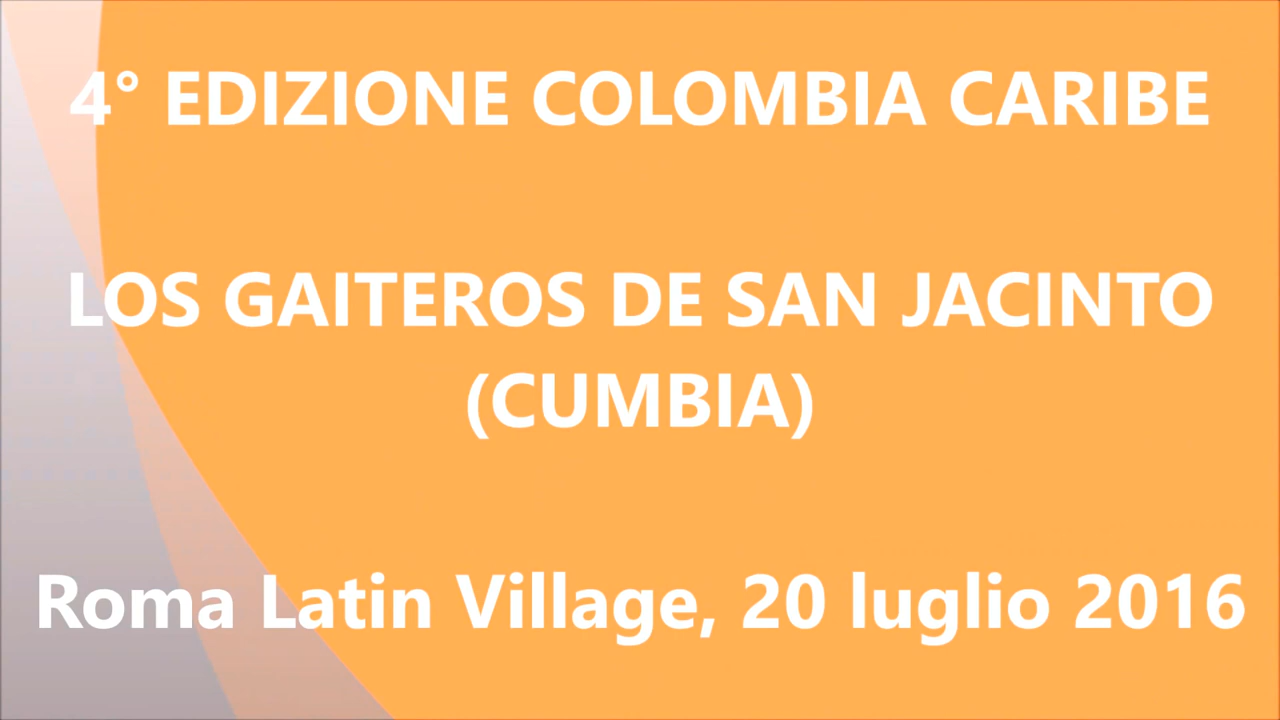 4° EDIZIONE COLOMBIA CARIBE
LOS GAITEROS DE SAN JACINTO
(CUMBIA)
Roma Latin Village, 20 luglio 2016